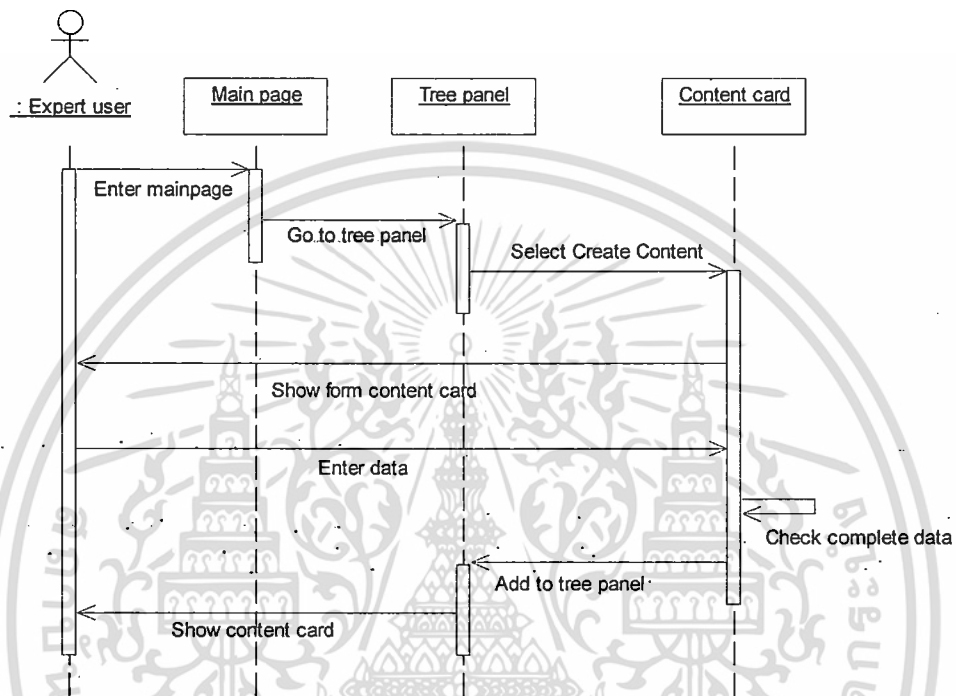 : Expert user
Main page
Tree panel
Content card
Enter mainpage
Go to tree panel
Select Create Content
Show form content card
Enter data
Check complete data
Add to tree panel
Show content card